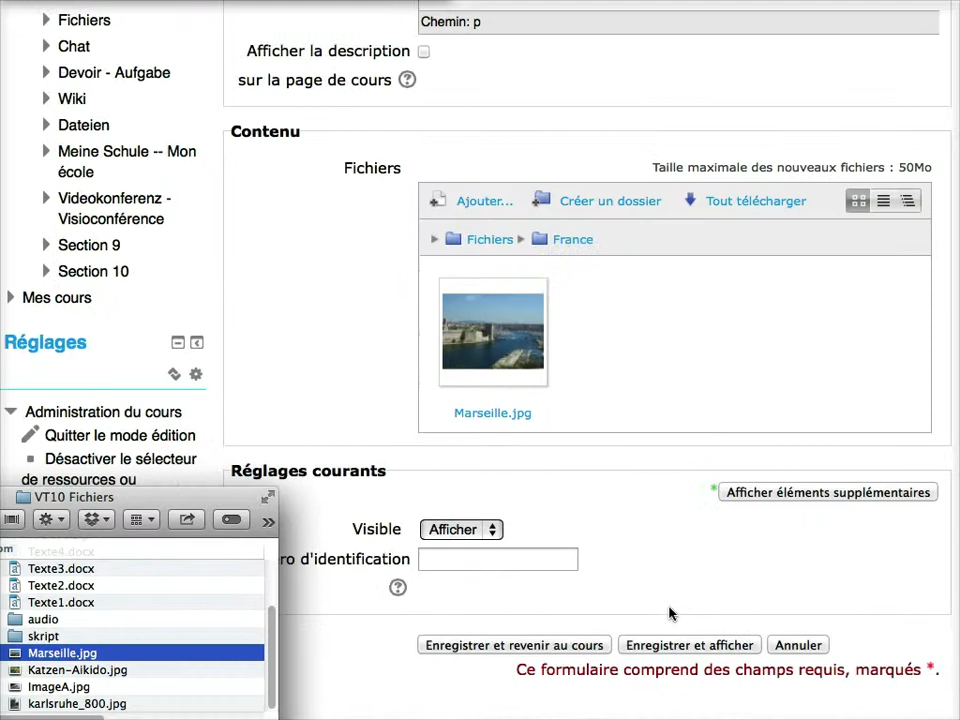 Fichiers
Chat
Devoir - Aufgabe
Wiki
Dateien
Meine Schule -- Mon
école
Videokonferenz -
Visioconférence
Section 9
Section 10
Mes cours
Réglages
Administration du cours
Quitter le mode édition
Désactiver le sélecteur
de ressources ou
Chemin: p
Afficher la description
sur la page de cours
Contenu
Fichiers
Taille maximale des nouveaux fichiers : 50Mo
Ajouter... Créer un dossier Tout télécharger
Fichiers France
Marseille.jpg
Réglages courants
* Afficher éléments supplémentaires
Visible Afficher
ro d'identification
Enregistrer et revenir au cours Enregistrer et afficher Annuler
Ce formulaire comprend des champs requis, marqués *.
VT10 Fichiers
om
Texte4.docx
Texte3.docx
Texte2.docx
Texte1.docx
audio
skript
Marseille.jpg
Katzen-Aikido.jpg
ImageA.jpg
karlsruhe_800.jpg